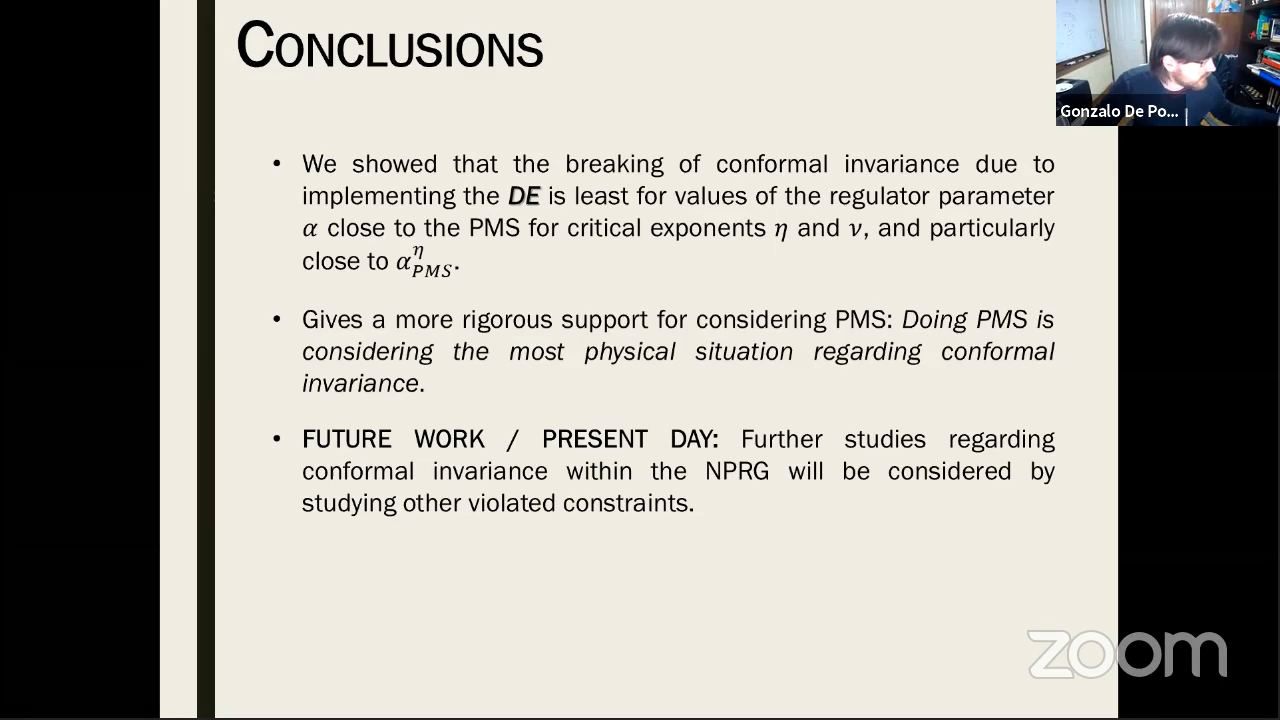 CONCLUSIONS
Gonzalo De Po...
• We showed that the breaking of conformal invariance due to
implementing the DE is least for values of the regulator parameter
α close to the PMS for critical exponents η and ν, and particularly
close to α^η_PMS.
• Gives a more rigorous support for considering PMS: Doing PMS is
considering the most physical situation regarding conformal
invariance.
• FUTURE WORK / PRESENT DAY: Further studies regarding
conformal invariance within the NPRG will be considered by
studying other violated constraints.
zoom